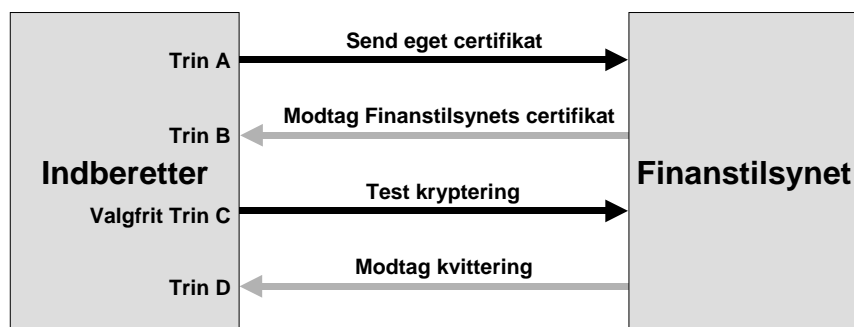 Send eget certifikat
Trin A
Modtag Finanstilsynets certifikat
Trin B
Indberetter
Finanstilsynet
Test kryptering
Valgfrit Trin C
Modtag kvittering
Trin D